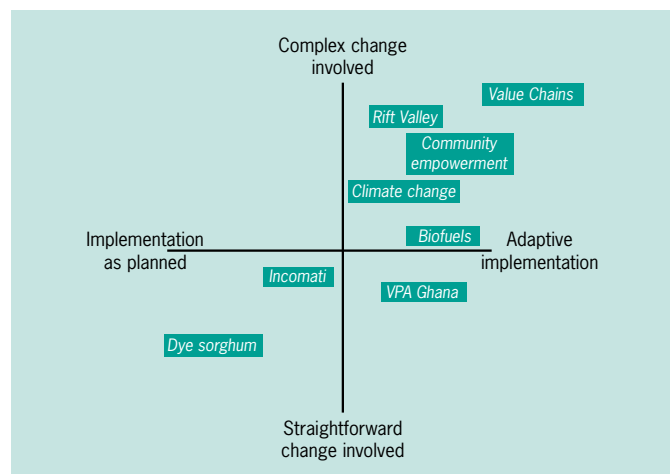 Complex change
involved
Value Chains
Rift Valley
Community
empowerment
Climate change
Biofuels
Implementation
as planned
Adaptive
implementation
Incomati
VPA Ghana
Dye sorghum
Straightforward
change involved